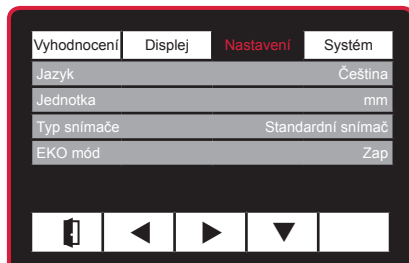 Vyhodnocení Displej Nastavení Systém
Jazyk Čeština
Jednotka mm
Typ snímače Standardní snímač
EKO mód Zap